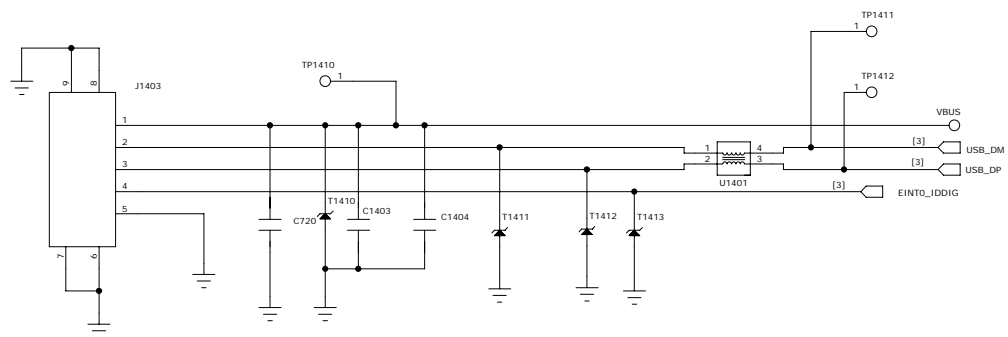 TP1411
1
TP1410
1
TP1412
1
J1403
9
8
VBUS
1
2
[3]
USB_DM
1
4
3
2
3
[3]
USB_DP
U1401
4
[3]
EINT0_IDDIG
5
C720
T1410
C1403
C1404
T1411
T1412
T1413
7
6